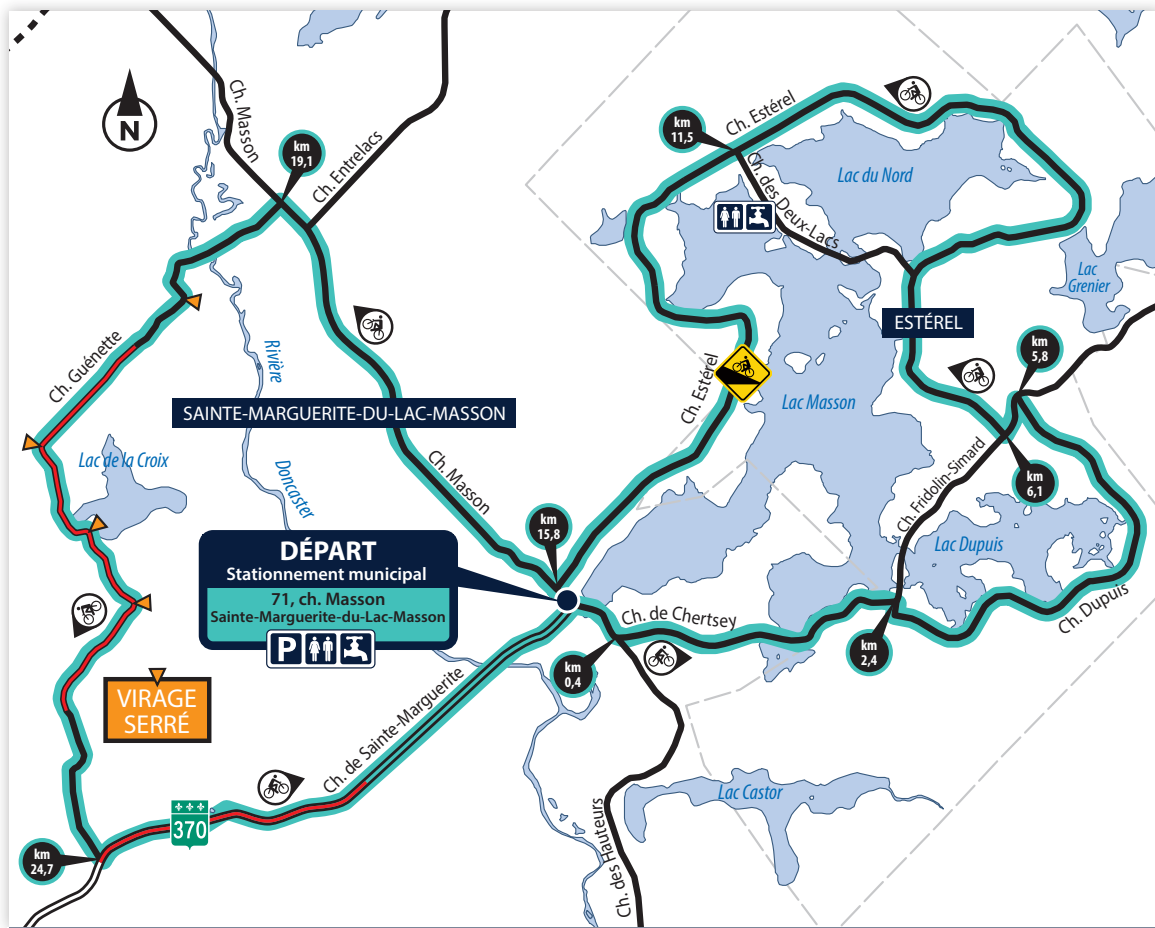 Ch. Masson
N
km
19,1
Ch. Entrelacs
km
11,5
Ch. Estérel
Lac du Nord
Ch. des Deux-Lacs
Lac
Grenier
ESTÉREL
km
5,8
Ch. Guénette
Rivière
Doncaster
SAINTE-MARGUERITE-DU-LAC-MASSON
Ch. Estérel
Lac Masson
Lac de la Croix
Ch. Masson
Ch. Fridolin-Simard
km
6,1
km
15,8
Lac Dupuis
DÉPART
Stationnement municipal
71, ch. Masson
Sainte-Marguerite-du-Lac-Masson
P
Ch. de Chertsey
Ch. Dupuis
km
0,4
km
2,4
VIRAGE
SERRÉ
Ch. de Sainte-Marguerite
370
Lac Castor
Ch. des Hauteurs
km
24,7